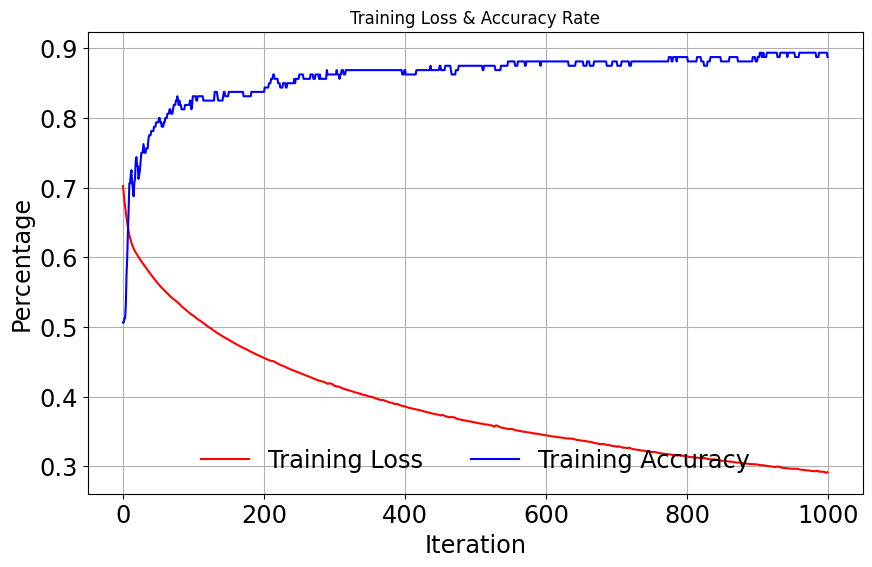 Training Loss & Accuracy Rate
0.9
0.8
0.7
0.6
0.5
0.4
0.3
Percentage
Training Loss Training Accuracy
0 200 400 600 800 1000
Iteration